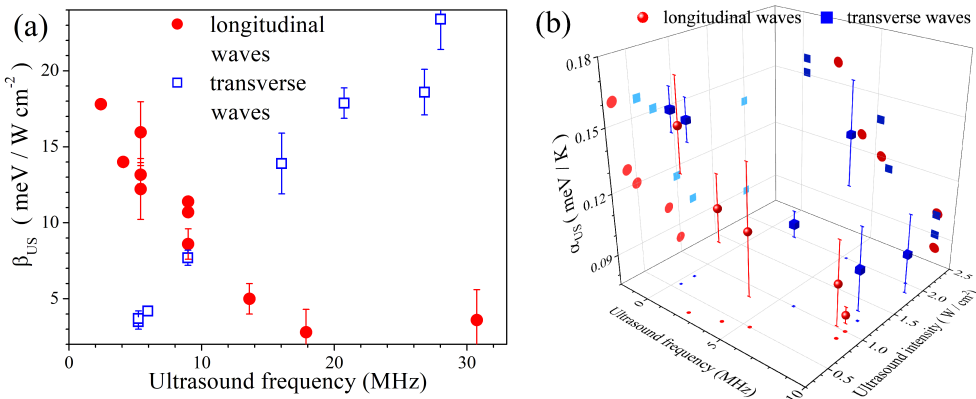 (a)
longitudinal
waves
transverse
waves
β_US ( meV / W cm⁻²)
20
15
10
5
0
10
20
30
Ultrasound frequency (MHz)
(b)
longitudinal waves
transverse waves
α_US ( meV / K)
0.18
0.15
0.12
0.09
0
5
10
Ultrasound frequency (MHz)
0.5
1.0
1.5
2.0
2.5
Ultrasound intensity ( W / cm²)